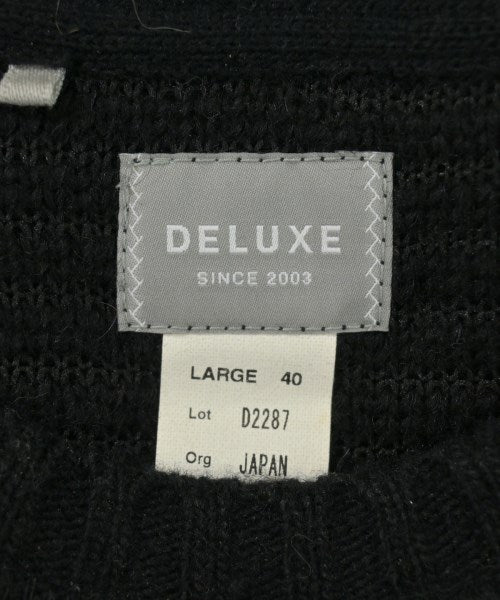 DELUXE
SINCE 2003
LARGE 40
Lot D2287
Org JAPAN